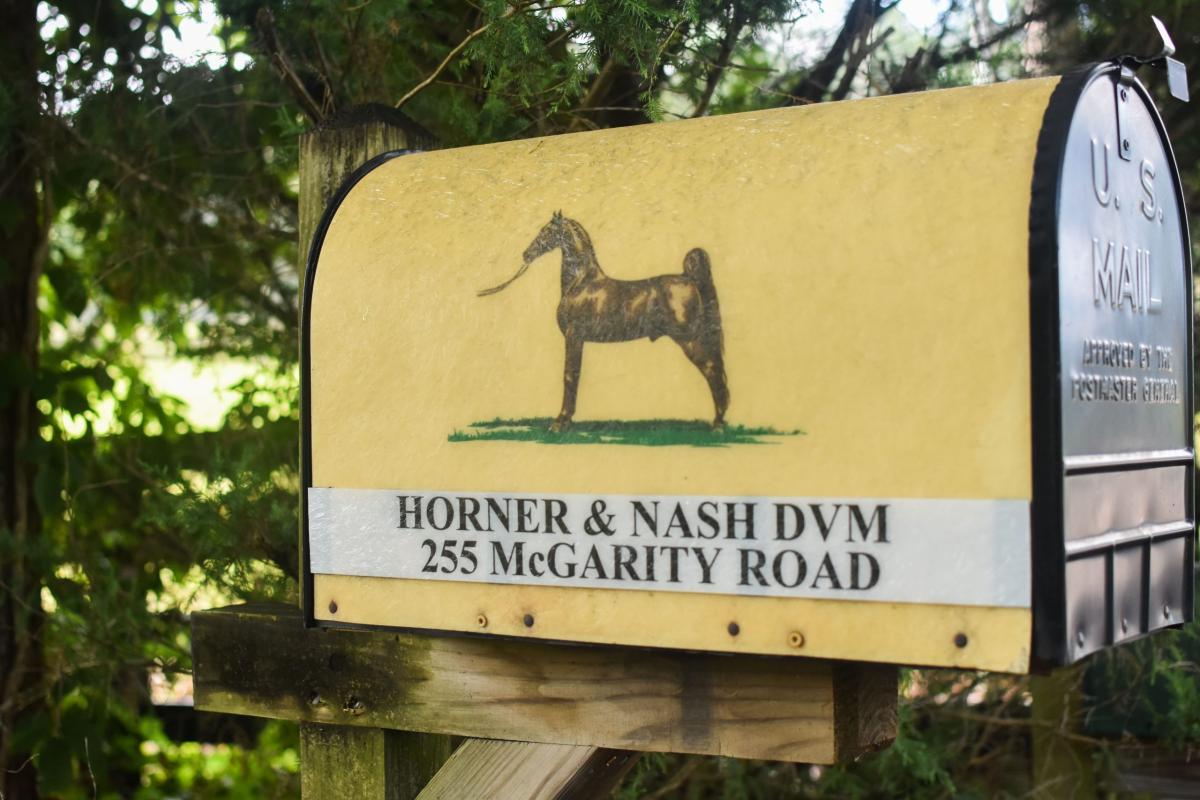 HORNER & NASH DVM
255 McGARITY ROAD
U. S.
MAIL
APPROVED BY THE
POSTMASTER GENERAL